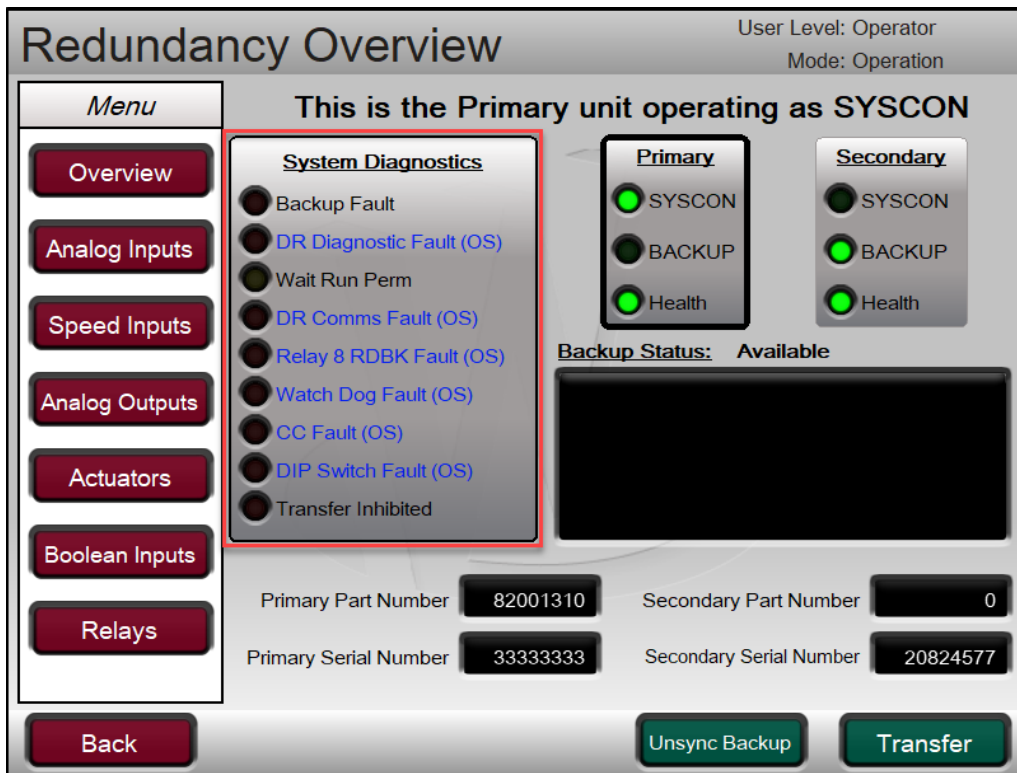 Redundancy Overview
User Level: Operator
Mode: Operation
Menu
Overview
Analog Inputs
Speed Inputs
Analog Outputs
Actuators
Boolean Inputs
Relays
This is the Primary unit operating as SYSCON
System Diagnostics
Backup Fault
DR Diagnostic Fault (OS)
Wait Run Perm
DR Comms Fault (OS)
Relay 8 RDBK Fault (OS)
Watch Dog Fault (OS)
CC Fault (OS)
DIP Switch Fault (OS)
Transfer Inhibited
Primary
SYSCON
BACKUP
Health
Secondary
SYSCON
BACKUP
Health
Backup Status: Available
Primary Part Number 82001310
Secondary Part Number 0
Primary Serial Number 33333333
Secondary Serial Number 20824577
Back
Unsync Backup
Transfer